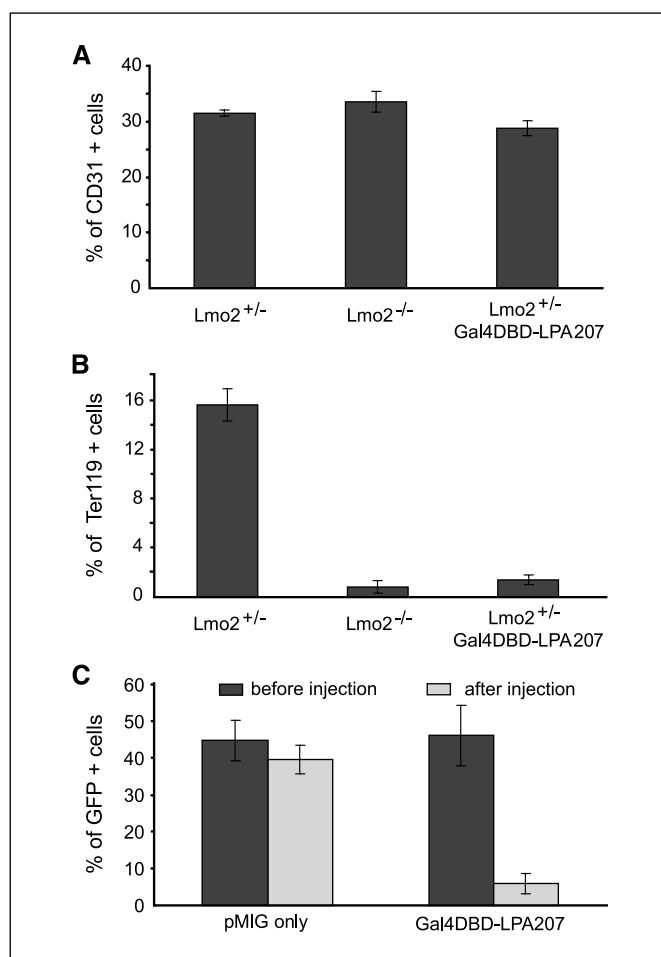 A
% of CD31 + cells
40
30
20
10
0
Lmo2+/-
Lmo2-/-
Lmo2+/-
Gal4DBD-LPA207
B
% of Ter119 + cells
16
12
8
4
0
Lmo2+/-
Lmo2-/-
Lmo2+/-
Gal4DBD-LPA207
C
% of GFP + cells
60
50
40
30
20
10
0
before injection
after injection
pMIG only
Gal4DBD-LPA207